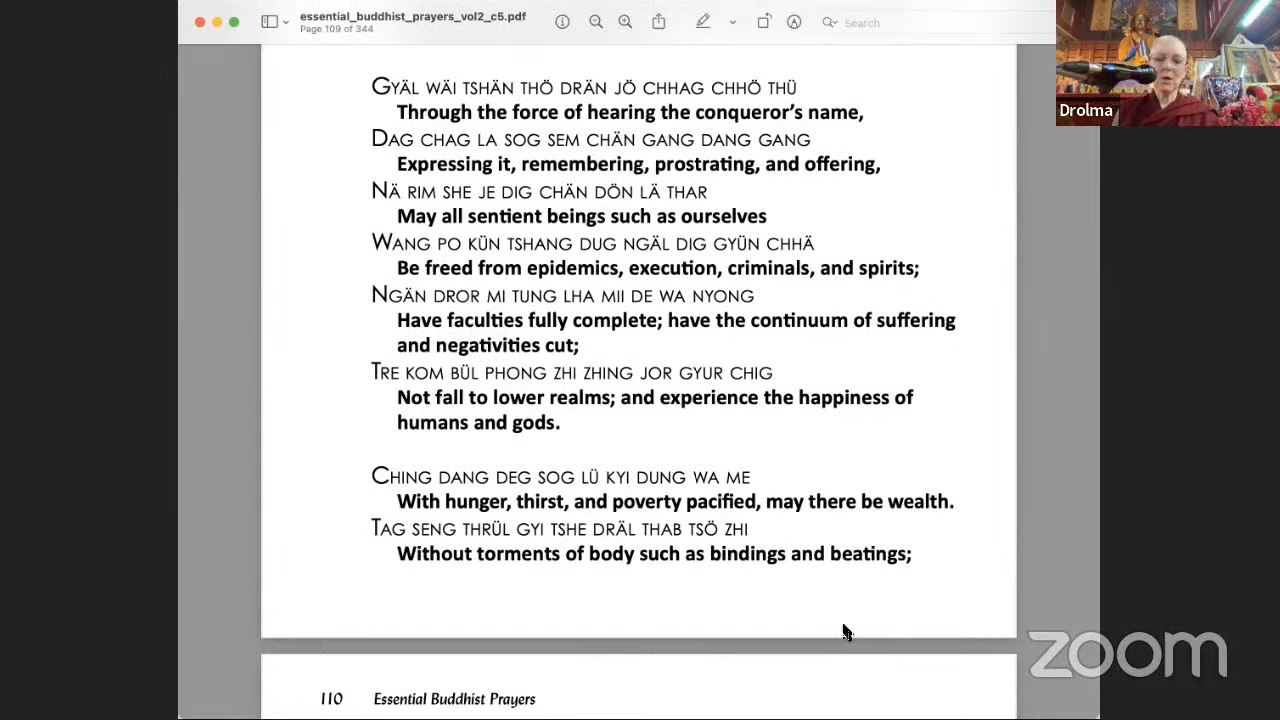 essential_buddhist_prayers_vol2_c5.pdf
Page 109 of 344
Search
Drolma
GYÄL WÄI TSHÄN THÖ DRÄN JÖ CHHAG CHHÖ THÜ
Through the force of hearing the conqueror’s name,
DAG CHAG LA SOG SEM CHÄN GANG DANG GANG
Expressing it, remembering, prostrating, and offering,
NÄ RIM SHE JE DIG CHÄN DÖN LÄ THAR
May all sentient beings such as ourselves
WANG PO KÜN TSHANG DUG NGÄL DIG GYÜN CHHÄ
Be freed from epidemics, execution, criminals, and spirits;
NGÄN DROR MI TUNG LHA MII DE WA NYONG
Have faculties fully complete; have the continuum of suffering
and negativities cut;
TRE KOM BÜL PHONG ZHI ZHING JOR GYUR CHIG
Not fall to lower realms; and experience the happiness of
humans and gods.
CHING DANG DEG SOG LÜ KYI DUNG WA ME
With hunger, thirst, and poverty pacified, may there be wealth.
TAG SENG THRÜL GYI TSHE DRÄL THAB TSÖ ZHI
Without torments of body such as bindings and beatings;
zoom
110 Essential Buddhist Prayers